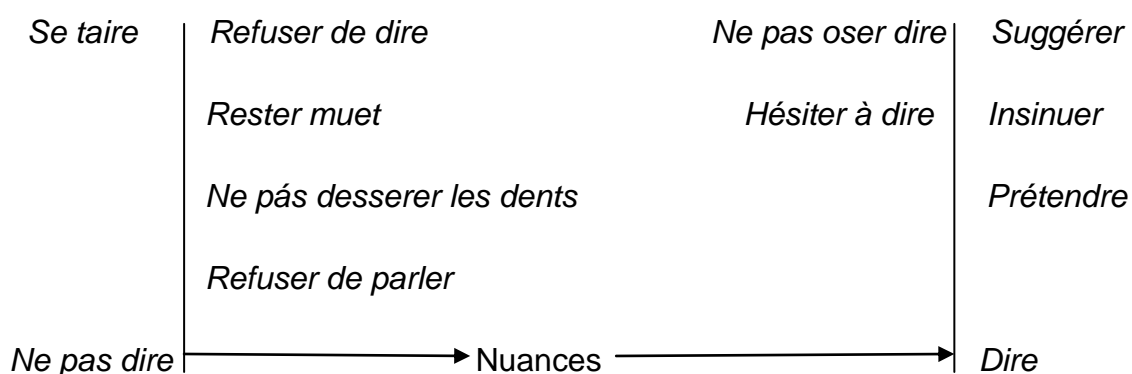 Se taire Refuser de dire Ne pas oser dire Suggérer
Rester muet Hésiter à dire Insinuer
Ne pás desserer les dents Prétendre
Refuser de parler
Ne pas dire Nuances Dire